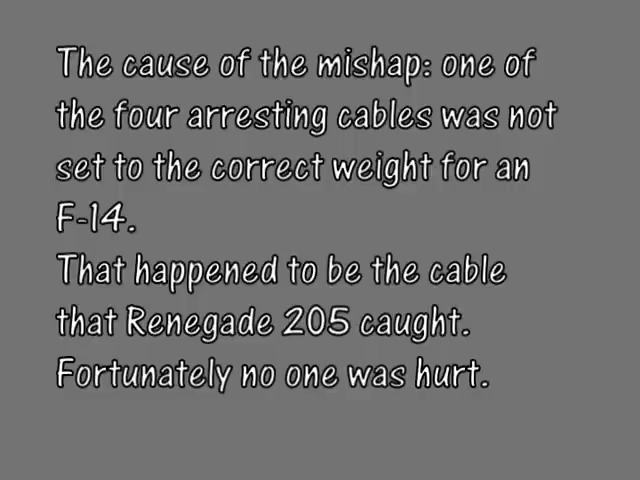 The cause of the mishap: one of
the four arresting cables was not
set to the correct weight for an
F-14.
That happened to be the cable
that Renegade 205 caught.
Fortunately no one was hurt.